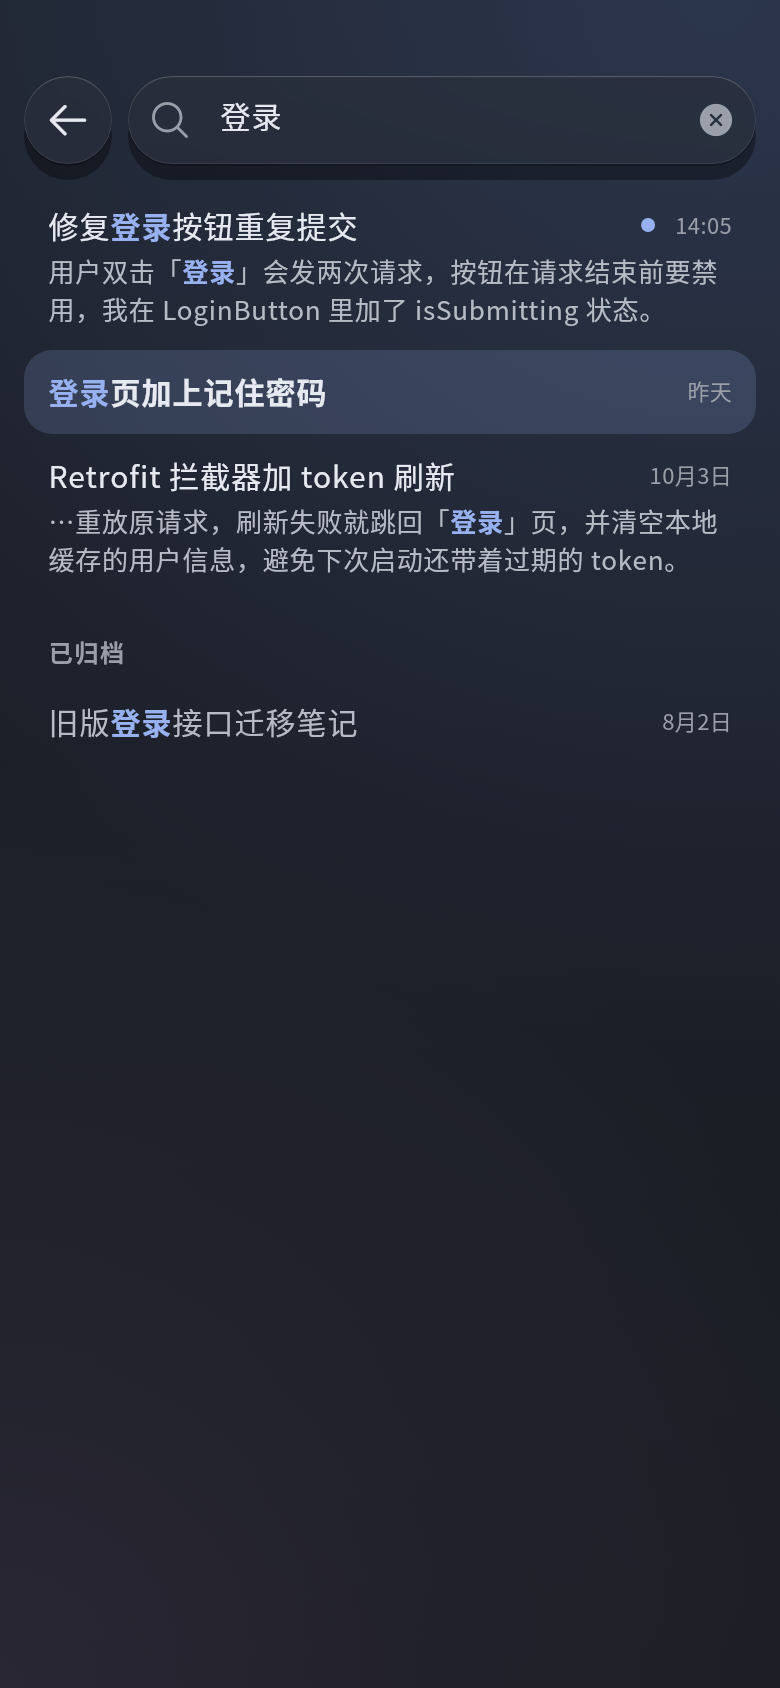 登录
修复登录按钮重复提交 14:05
用户双击「登录」会发两次请求，按钮在请求结束前要禁
用，我在 LoginButton 里加了 isSubmitting 状态。
登录页加上记住密码 昨天
Retrofit 拦截器加 token 刷新 10月3日
…重放原请求，刷新失败就跳回「登录」页，并清空本地
缓存的用户信息，避免下次启动还带着过期的 token。
已归档
旧版登录接口迁移笔记 8月2日